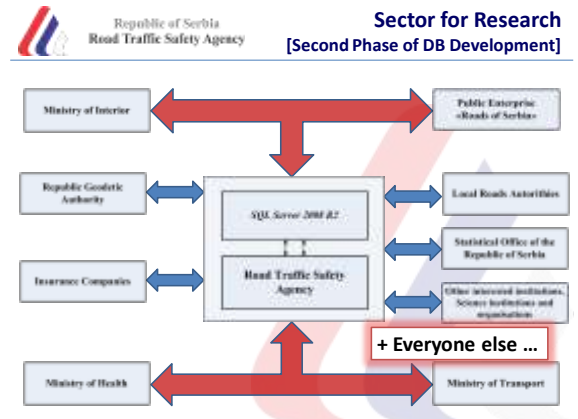 Republic of Serbia
Road Traffic Safety Agency
Sector for Research
[Second Phase of DB Development]
Ministry of Interior
Public Enterprise
«Roads of Serbia»
Republic Geodetic
Authority
SQL Server 2008 R2
Local Roads Autorithies
Statistical Office of the
Republic of Serbia
Insurance Companies
Road Traffic Safety
Agency
Other interested institutions,
Science institutions and
organisations
+ Everyone else ...
Ministry of Health
Ministry of Transport